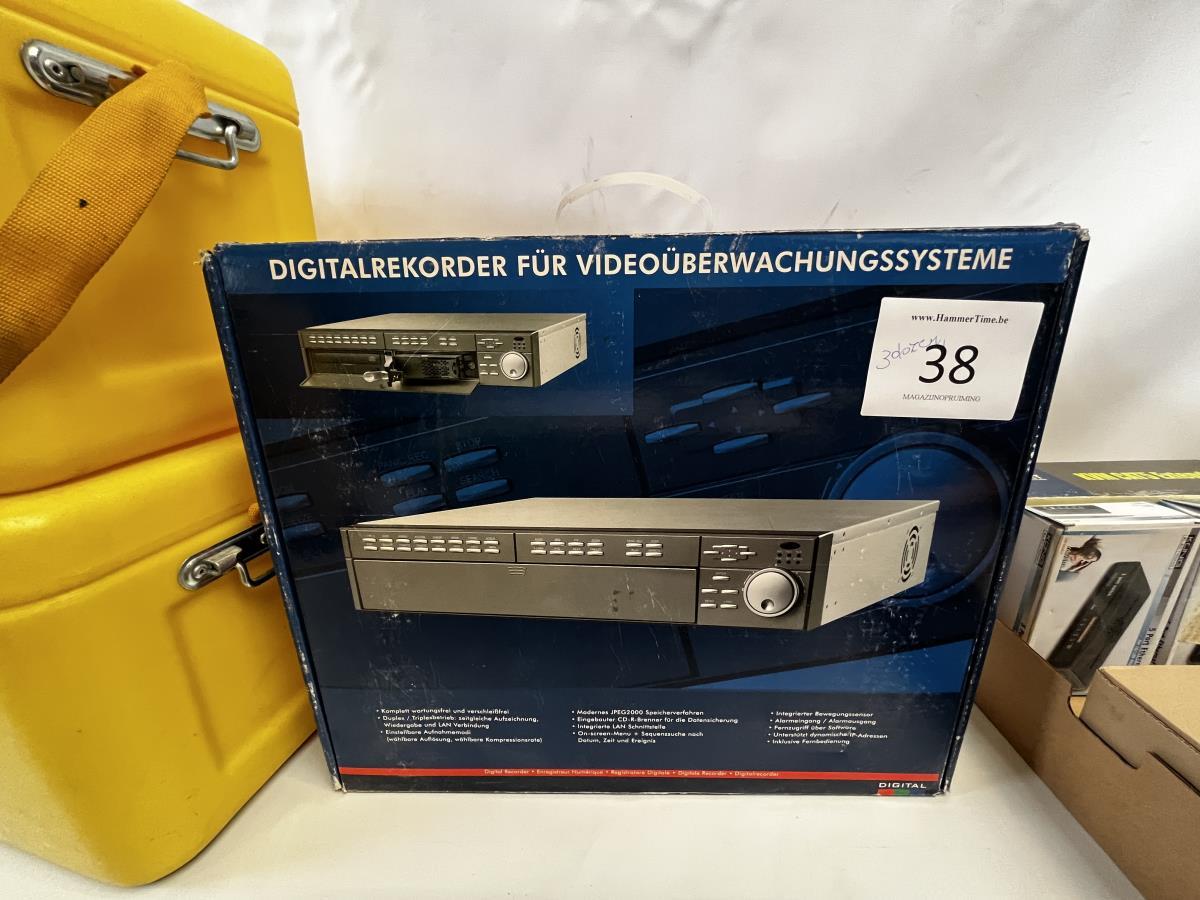 DIGITALREKORDER FÜR VIDEOÜBERWACHUNGSSYSTEME
www.HammerTime.be
38
MAGAZIJNOPRUIMING
• Komplett wartungsfrei und verschleißfrei
• Duplex / Triplexbetrieb: zeitgleiche Aufzeichnung,
Wiedergabe und LAN Verbindung
• Einstellbare Aufnahmemodi
(wählbare Auflösung, wählbare Kompressionsrate)
• Modernes JPEG2000 Speicherverfahren
• Eingebauter CD-R-Brenner für die Datensicherung
• Integrierte LAN Schnittstelle
• On-screen-Menu + Sequenzsuche nach
Datum, Zeit und Ereignis
• Integrierter Bewegungssensor
• Alarmeingang / Alarmausgang
• Fernzugriff über Software
• Unterstützt dynamische IP-Adressen
• Inklusive Fernbedienung
Digital Recorder • Enregistreur Numérique • Registratore Digitale • Digitale Recorder • Digitalrecorder
DIGITAL